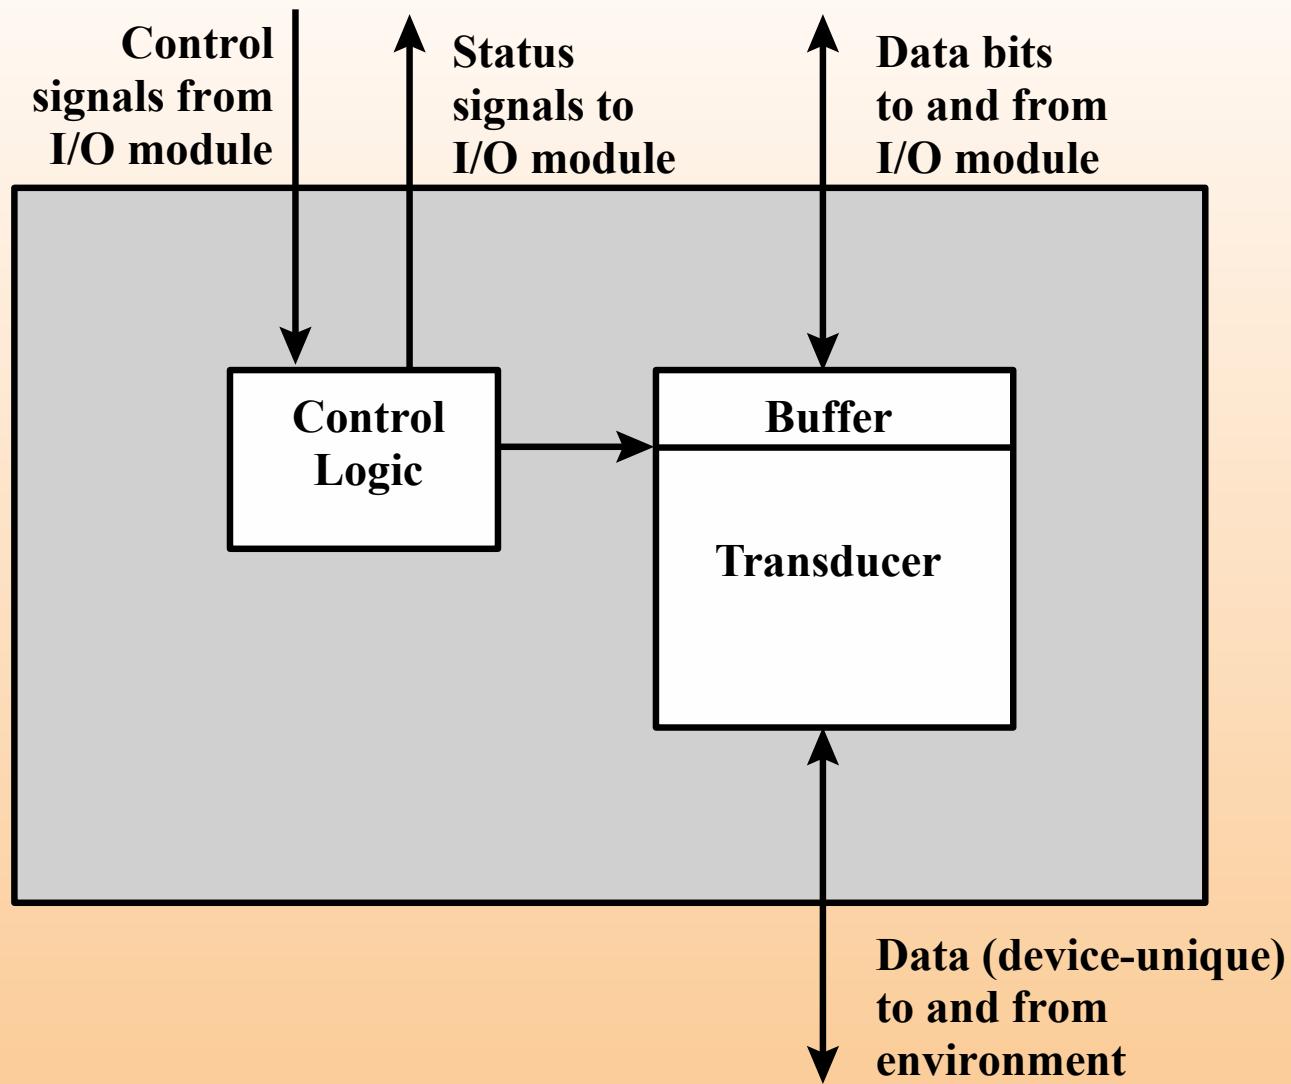 Control
signals from
I/O module
Status
signals to
I/O module
Data bits
to and from
I/O module
Control
Logic
Buffer
Transducer
Data (device-unique)
to and from
environment